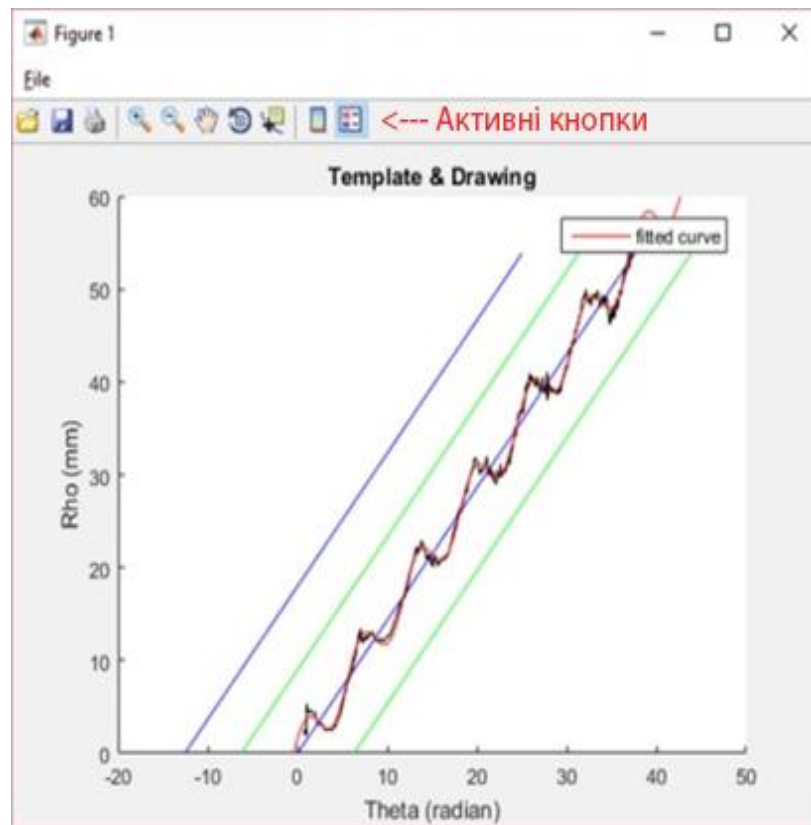 Figure 1
File
<--- Активні кнопки
Template & Drawing
fitted curve
60
50
40
30
20
10
0
Rho (mm)
-20 -10 0 10 20 30 40 50
Theta (radian)